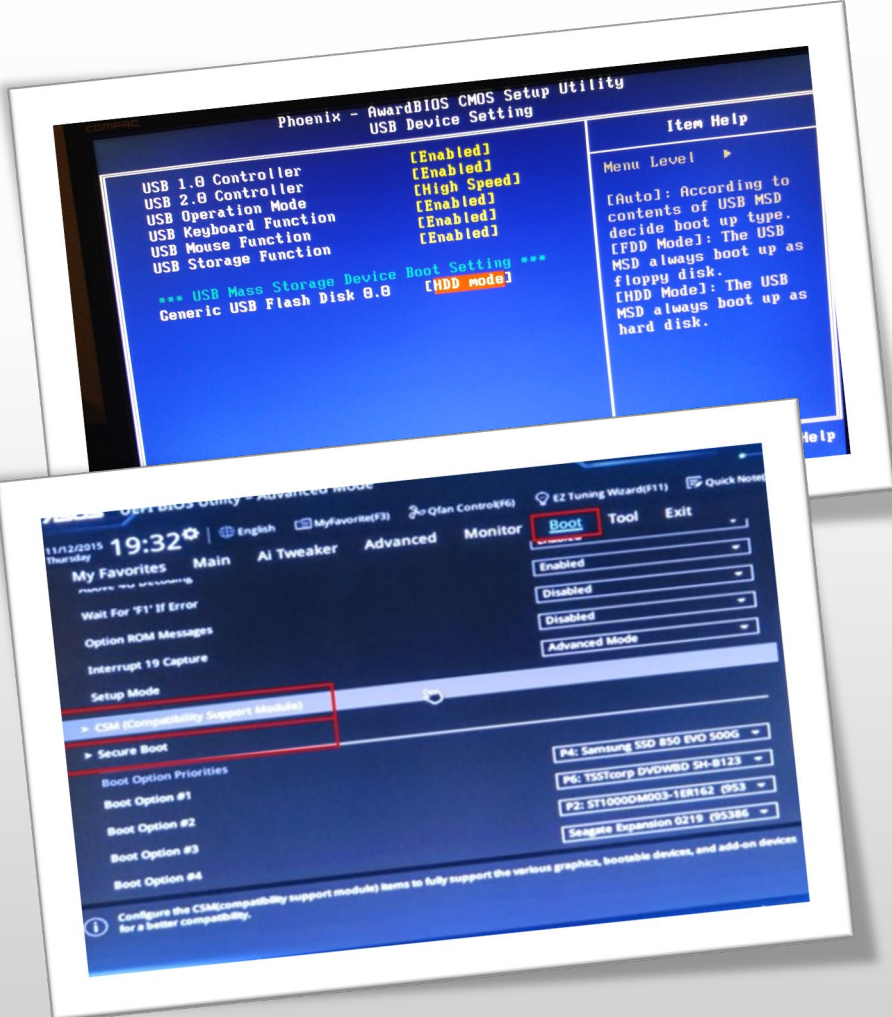 COMPAQ
Phoenix - AwardBIOS CMOS Setup Utility
USB Device Setting
USB 1.0 Controller [Enabled]
USB 2.0 Controller [Enabled]
USB Operation Mode [High Speed]
USB Keyboard Function [Enabled]
USB Mouse Function [Enabled]
USB Storage Function [Enabled]
*** USB Mass Storage Device Boot Setting ***
Generic USB Flash Disk 0.0 [HDD mode]
Item Help
Menu Level ▶
[Auto]: According to
contents of USB MSD
decide boot up type.
[FDD Mode]: The USB
MSD always boot up as
floppy disk.
[HDD Mode]: The USB
MSD always boot up as
hard disk.
Help
UEFI BIOS Utility – Advanced Mode
11/12/2015
Thursday
19:32
English
MyFavorite(F3)
Qfan Control(F6)
EZ Tuning Wizard(F11)
Quick Note
My Favorites Main Ai Tweaker Advanced Monitor Boot Tool Exit
Above 4G Decoding
Enabled
Wait For 'F1' If Error Enabled
Option ROM Messages Disabled
Interrupt 19 Capture Disabled
Setup Mode Advanced Mode
> CSM (Compatibility Support Module)
> Secure Boot
Boot Option Priorities
Boot Option #1 P4: Samsung SSD 850 EVO 500G
Boot Option #2 P6: TSSTcorp DVDWBD SH-B123
Boot Option #3 P2: ST1000DM003-1ER162 (953
Boot Option #4 Seagate Expansion 0219 (95386
Configure the CSM(compatibility support module) items to fully support the various graphics, bootable devices, and add-on devices
for a better compatibility.